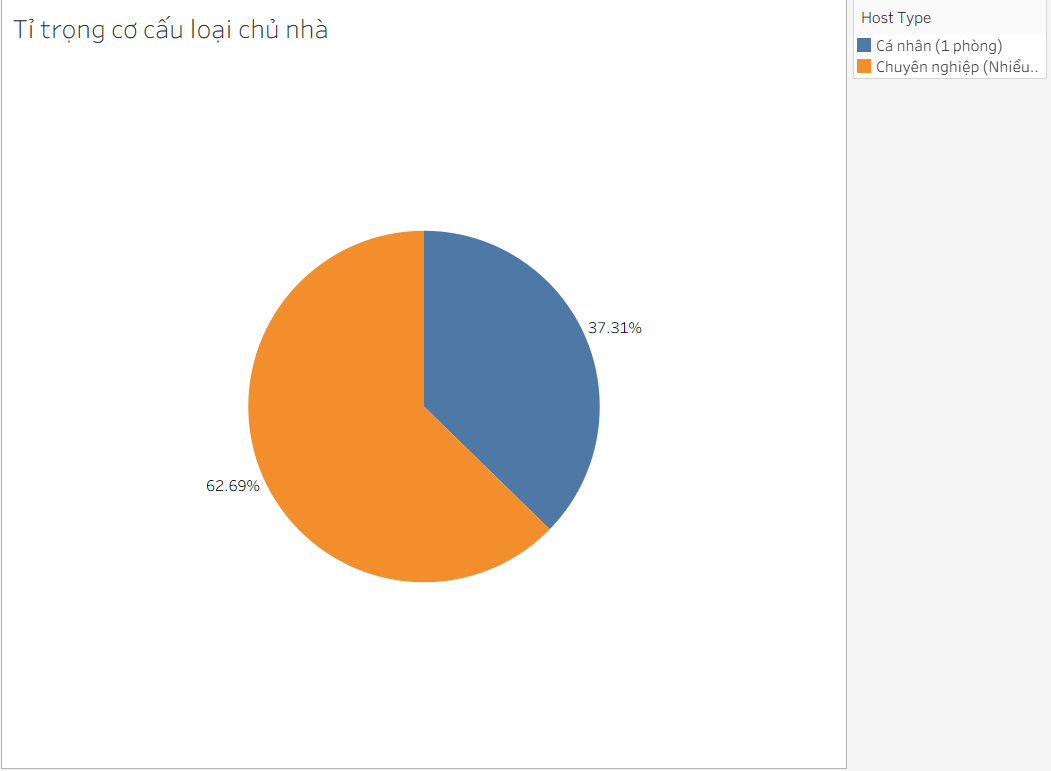 Tỉ trọng cơ cấu loại chủ nhà
Host Type
Cá nhân (1 phòng)
Chuyên nghiệp (Nhiều..
37.31%
62.69%